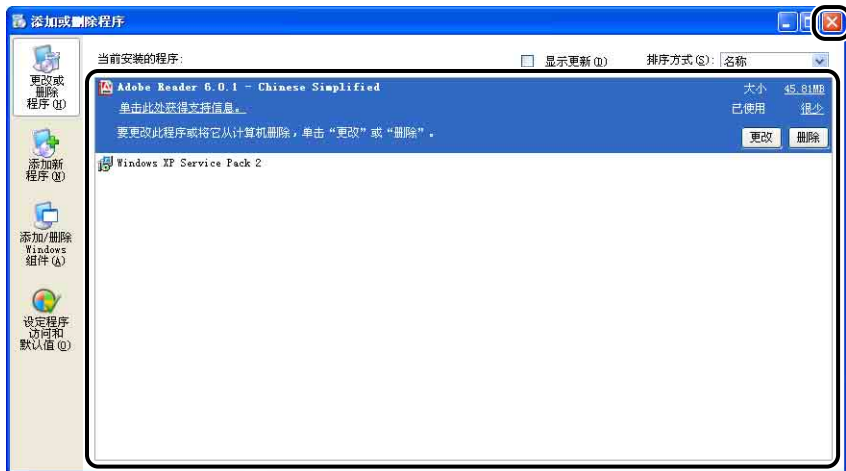 添加或删除程序
当前安装的程序:
显示更新(D)
排序方式(S):
名称
更改或
删除
程序(H)
添加新
程序(N)
添加/删除
Windows
组件(A)
设定程序
访问和
默认值(O)
Adobe Reader 6.0.1 - Chinese Simplified
大小
45.81MB
单击此处获得支持信息。
已使用
很少
要更改此程序或将它从计算机删除，单击“更改”或“删除”。
更改
删除
Windows XP Service Pack 2